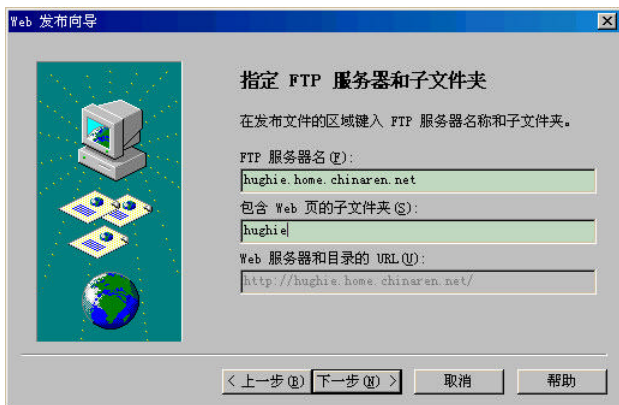 Web 发布向导
指定 FTP 服务器和子文件夹
在发布文件的区域键入 FTP 服务器名称和子文件夹。
FTP 服务器名(F):
hughie.home.chinaren.net
包含 Web 页的子文件夹(S):
hughie
Web 服务器和目录的 URL(U):
http://hughie.home.chinaren.net/
< 上一步(B) 下一步(N) > 取消 帮助